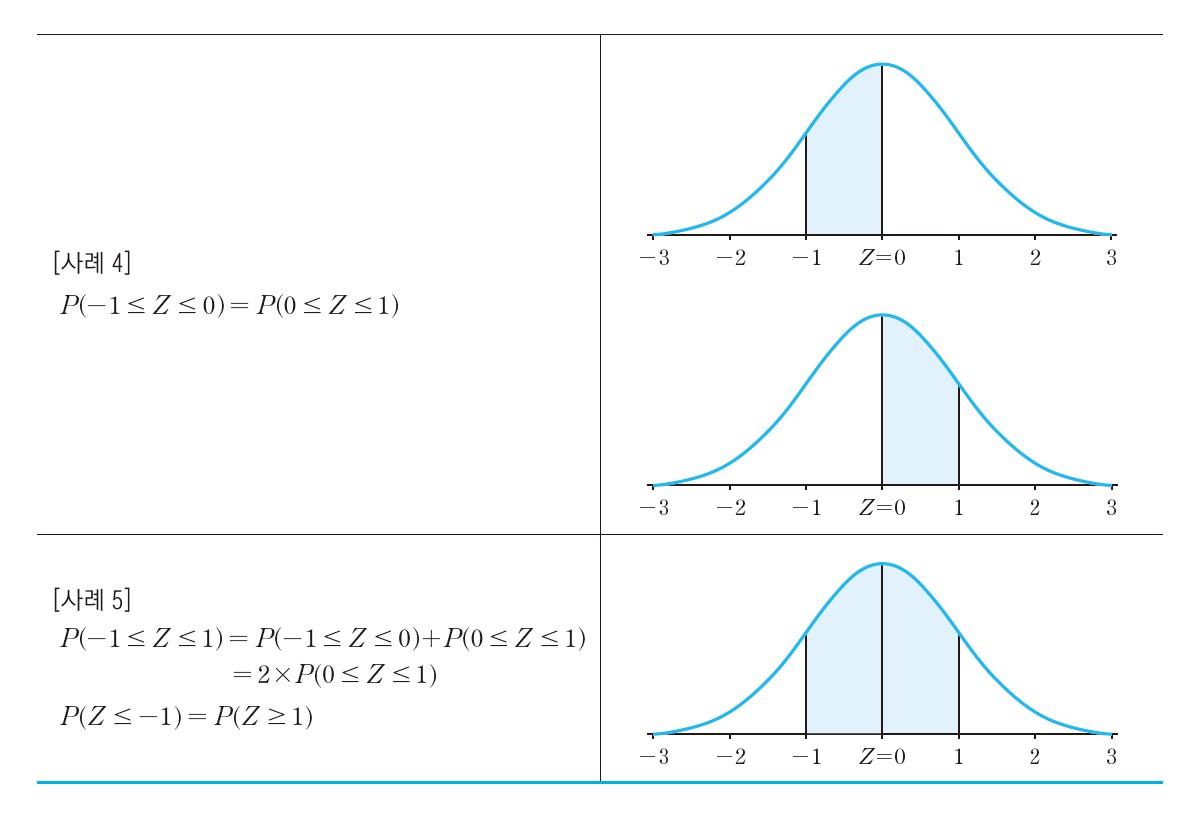 [사례 4]
P(−1 ≤ Z ≤ 0) = P(0 ≤ Z ≤ 1)
−3 −2 −1 Z=0 1 2 3
−3 −2 −1 Z=0 1 2 3
[사례 5]
P(−1 ≤ Z ≤ 1) = P(−1 ≤ Z ≤ 0)+P(0 ≤ Z ≤ 1)
= 2×P(0 ≤ Z ≤ 1)
P(Z ≤ −1) = P(Z ≥ 1)
−3 −2 −1 Z=0 1 2 3